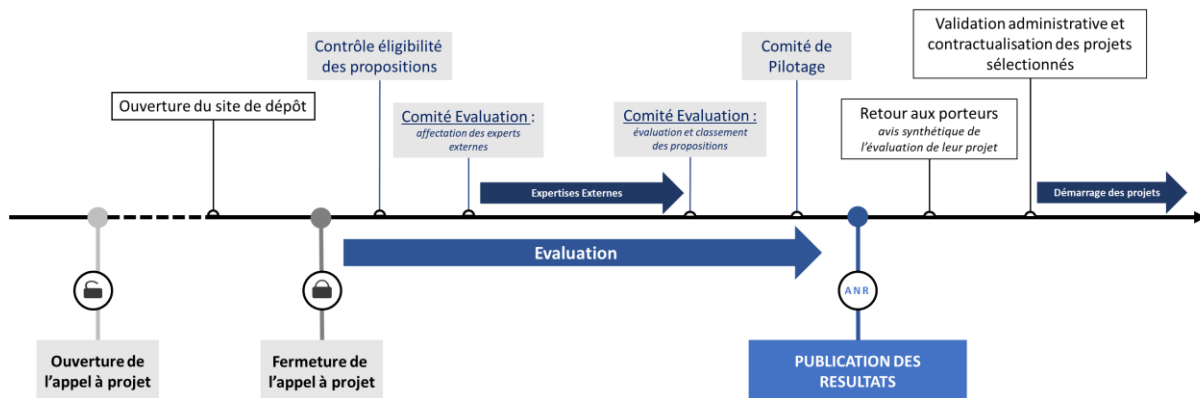 Validation administrative et
contractualisation des projets
sélectionnés
Contrôle éligibilité
des propositions
Comité de
Pilotage
Ouverture du site de dépôt
Comité Evaluation :
affectation des experts
externes
Comité Evaluation :
évaluation et classement
des propositions
Retour aux porteurs
avis synthétique de
l'évaluation de leur projet
Expertises Externes
Démarrage des projets
Evaluation
ANR
Ouverture de
l'appel à projet
Fermeture de
l'appel à projet
PUBLICATION DES
RESULTATS